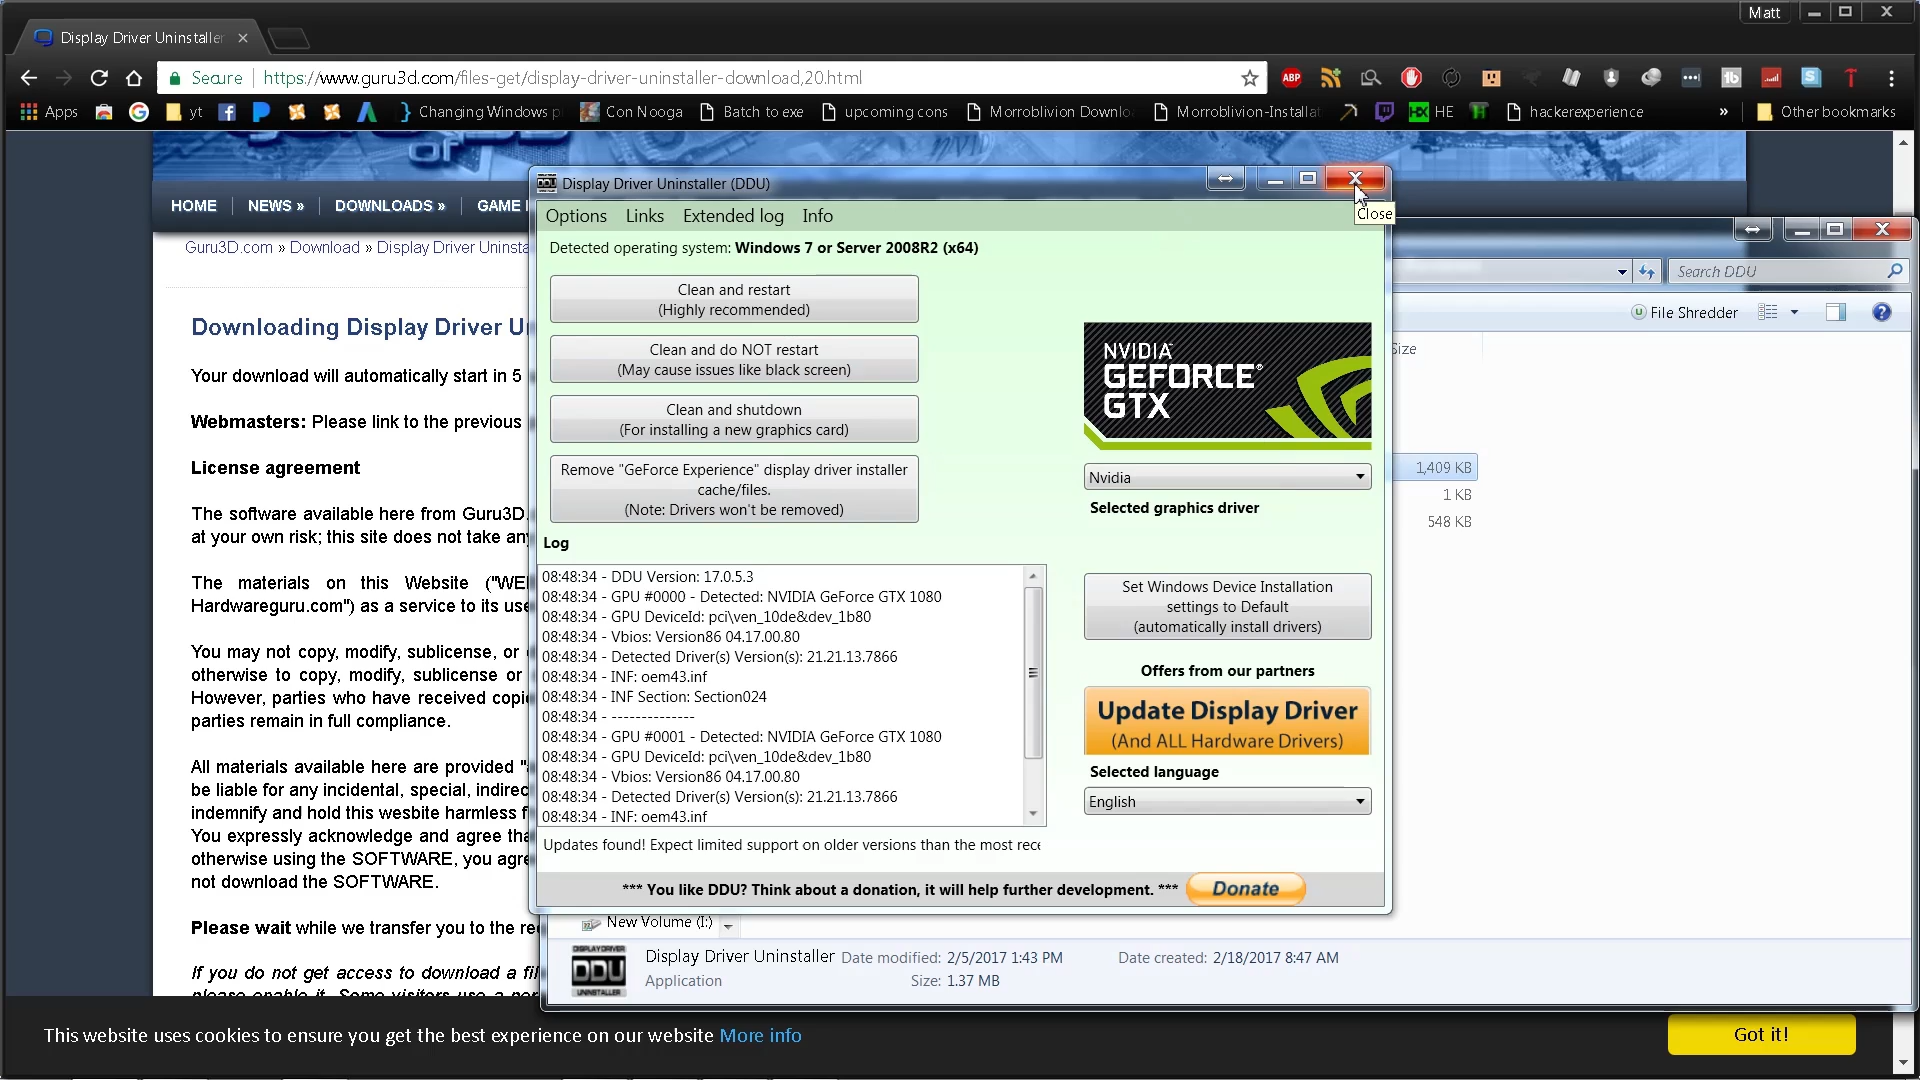 Matt
Display Driver Uninstaller
Secure
https://www.guru3d.com/files-get/display-driver-uninstaller-download,20.html
ABP
Apps
yt
Changing Windows p
Con Nooga
Batch to exe
upcoming cons
Morroblivion Downlo
Morroblivion-Installat
HE
hackerexperience
»
Other bookmarks
of
HOME
NEWS »
DOWNLOADS »
GAME
Guru3D.com » Download » Display Driver Uninsta
Downloading Display Driver U
Your download will automatically start in 5
Webmasters: Please link to the previous
License agreement
The software available here from Guru3D.
at your own risk; this site does not take any
The materials on this Website ("WE
Hardwareguru.com") as a service to its use
You may not copy, modify, sublicense, or
otherwise to copy, modify, sublicense or
However, parties who have received copi
parties remain in full compliance.
All materials available here are provided "
be liable for any incidental, special, indirec
indemnify and hold this wesbite harmless f
You expressly acknowledge and agree tha
otherwise using the SOFTWARE, you agre
not download the SOFTWARE.
Please wait while we transfer you to the re
If you do not get access to download a fil
Display Driver Uninstaller (DDU)
Close
Options
Links
Extended log
Info
Detected operating system: Windows 7 or Server 2008R2 (x64)
Clean and restart
(Highly recommended)
Clean and do NOT restart
(May cause issues like black screen)
Clean and shutdown
(For installing a new graphics card)
Remove "GeForce Experience" display driver installer
cache/files.
(Note: Drivers won't be removed)
Log
08:48:34 - DDU Version: 17.0.5.3
08:48:34 - GPU #0000 - Detected: NVIDIA GeForce GTX 1080
08:48:34 - GPU DeviceId: pci\ven_10de&dev_1b80
08:48:34 - Vbios: Version86 04.17.00.80
08:48:34 - Detected Driver(s) Version(s): 21.21.13.7866
08:48:34 - INF: oem43.inf
08:48:34 - INF Section: Section024
08:48:34 - --------------
08:48:34 - GPU #0001 - Detected: NVIDIA GeForce GTX 1080
08:48:34 - GPU DeviceId: pci\ven_10de&dev_1b80
08:48:34 - Vbios: Version86 04.17.00.80
08:48:34 - Detected Driver(s) Version(s): 21.21.13.7866
08:48:34 - INF: oem43.inf
Updates found! Expect limited support on older versions than the most rece
NVIDIA
GEFORCE®
GTX
Nvidia
Selected graphics driver
Set Windows Device Installation
settings to Default
(automatically install drivers)
Offers from our partners
Update Display Driver
(And ALL Hardware Drivers)
Selected language
English
*** You like DDU? Think about a donation, it will help further development. ***
Donate
Search DDU
File Shredder
Size
1,409 KB
1 KB
548 KB
New Volume (I:)
DISPLAY DRIVER
DDU
UNINSTALLER
Display Driver Uninstaller
Date modified: 2/5/2017 1:43 PM
Date created: 2/18/2017 8:47 AM
Application
Size: 1.37 MB
This website uses cookies to ensure you get the best experience on our website More info
Got it!